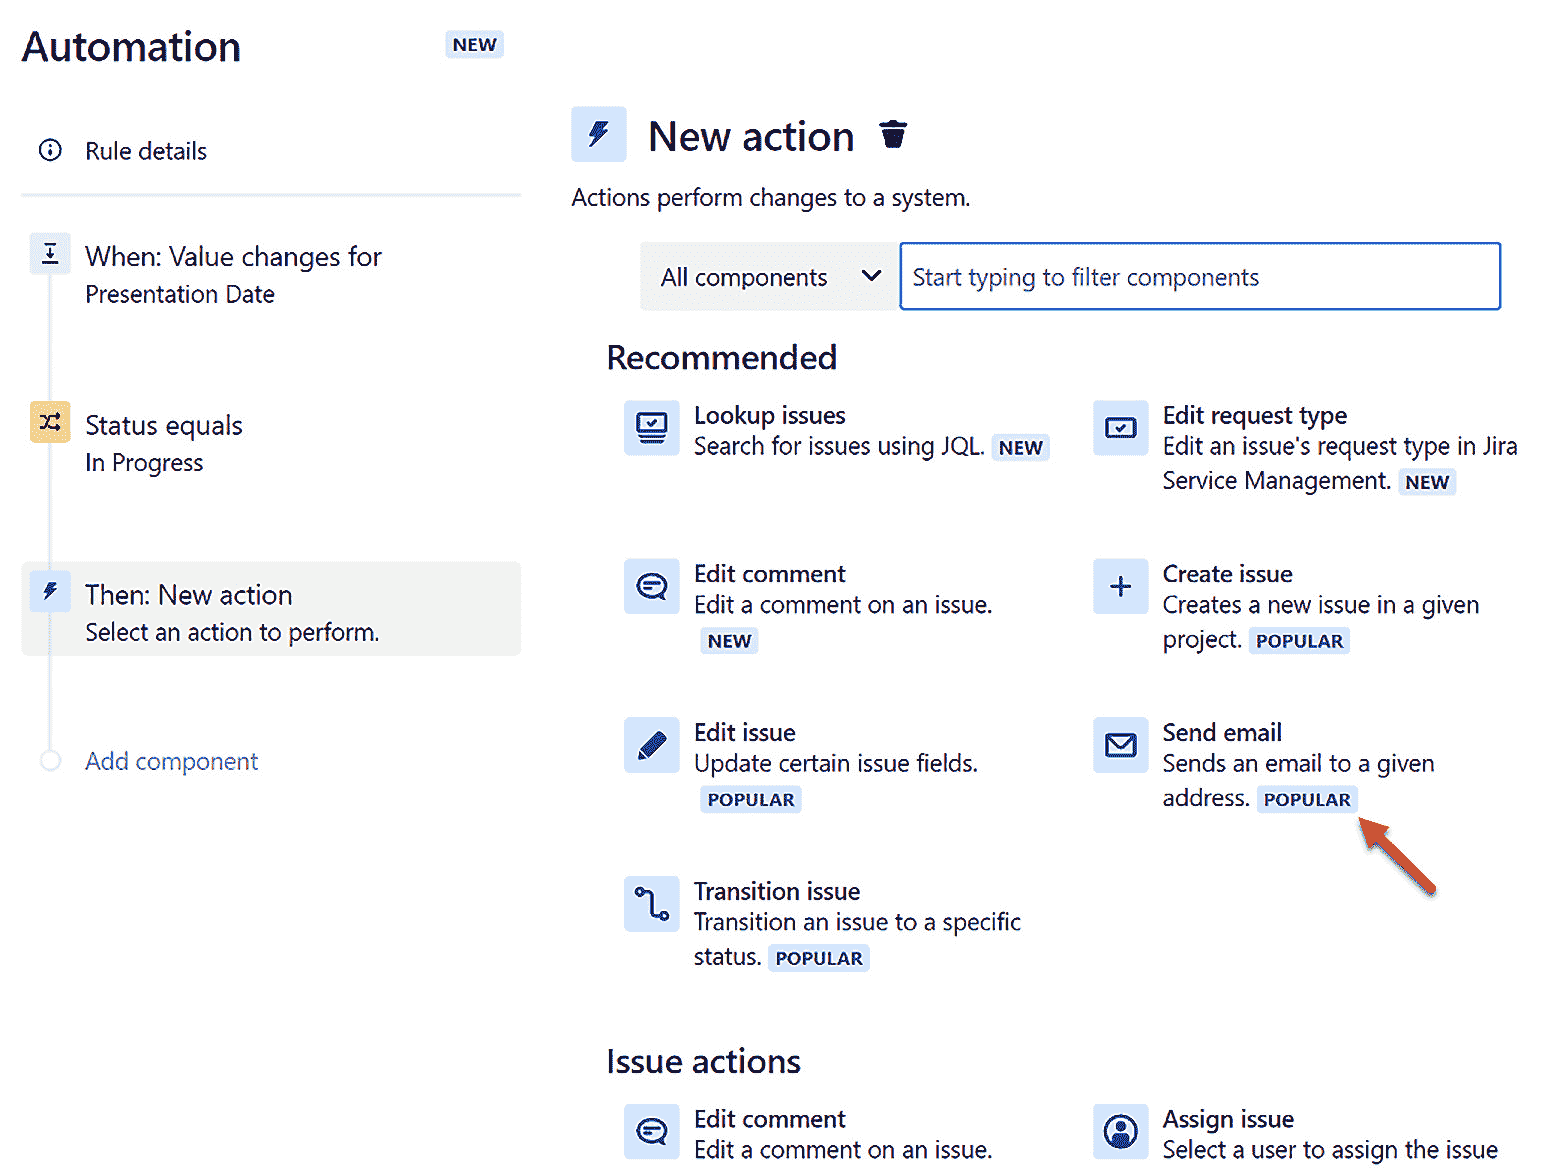 Automation
NEW
Rule details
When: Value changes for
Presentation Date
Status equals
In Progress
Then: New action
Select an action to perform.
Add component
New action
Actions perform changes to a system.
All components
Start typing to filter components
Recommended
Lookup issues
Search for issues using JQL. NEW
Edit request type
Edit an issue's request type in Jira
Service Management. NEW
Edit comment
Edit a comment on an issue.
NEW
Create issue
Creates a new issue in a given
project. POPULAR
Edit issue
Update certain issue fields.
POPULAR
Send email
Sends an email to a given
address. POPULAR
Transition issue
Transition an issue to a specific
status. POPULAR
Issue actions
Edit comment
Edit a comment on an issue.
Assign issue
Select a user to assign the issue